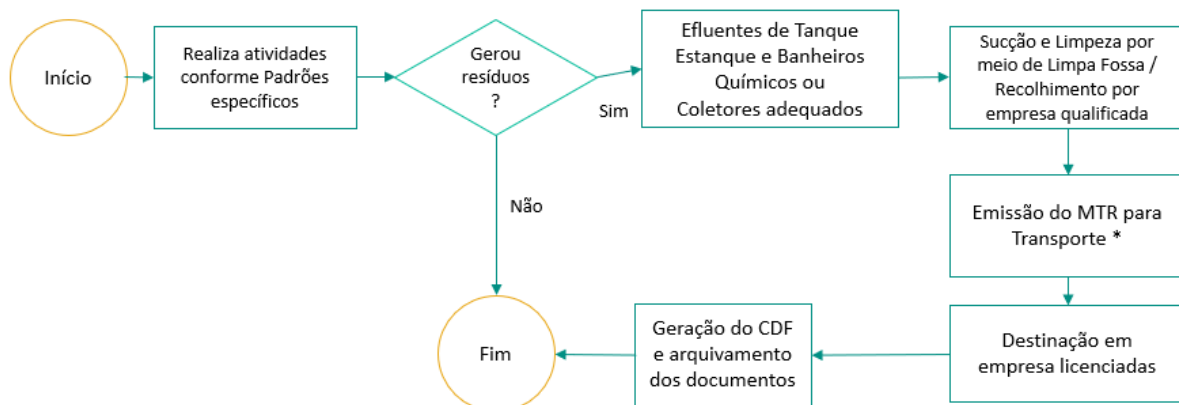 Início
Realiza atividades
conforme Padrões
específicos
Gerou
resíduos
?
Sim
Não
Efluentes de Tanque
Estanque e Banheiros
Químicos ou
Coletores adequados
Sucção e Limpeza por
meio de Limpa Fossa /
Recolhimento por
empresa qualificada
Emissão do MTR para
Transporte *
Destinação em
empresa licenciadas
Geração do CDF
e arquivamento
dos documentos
Fim